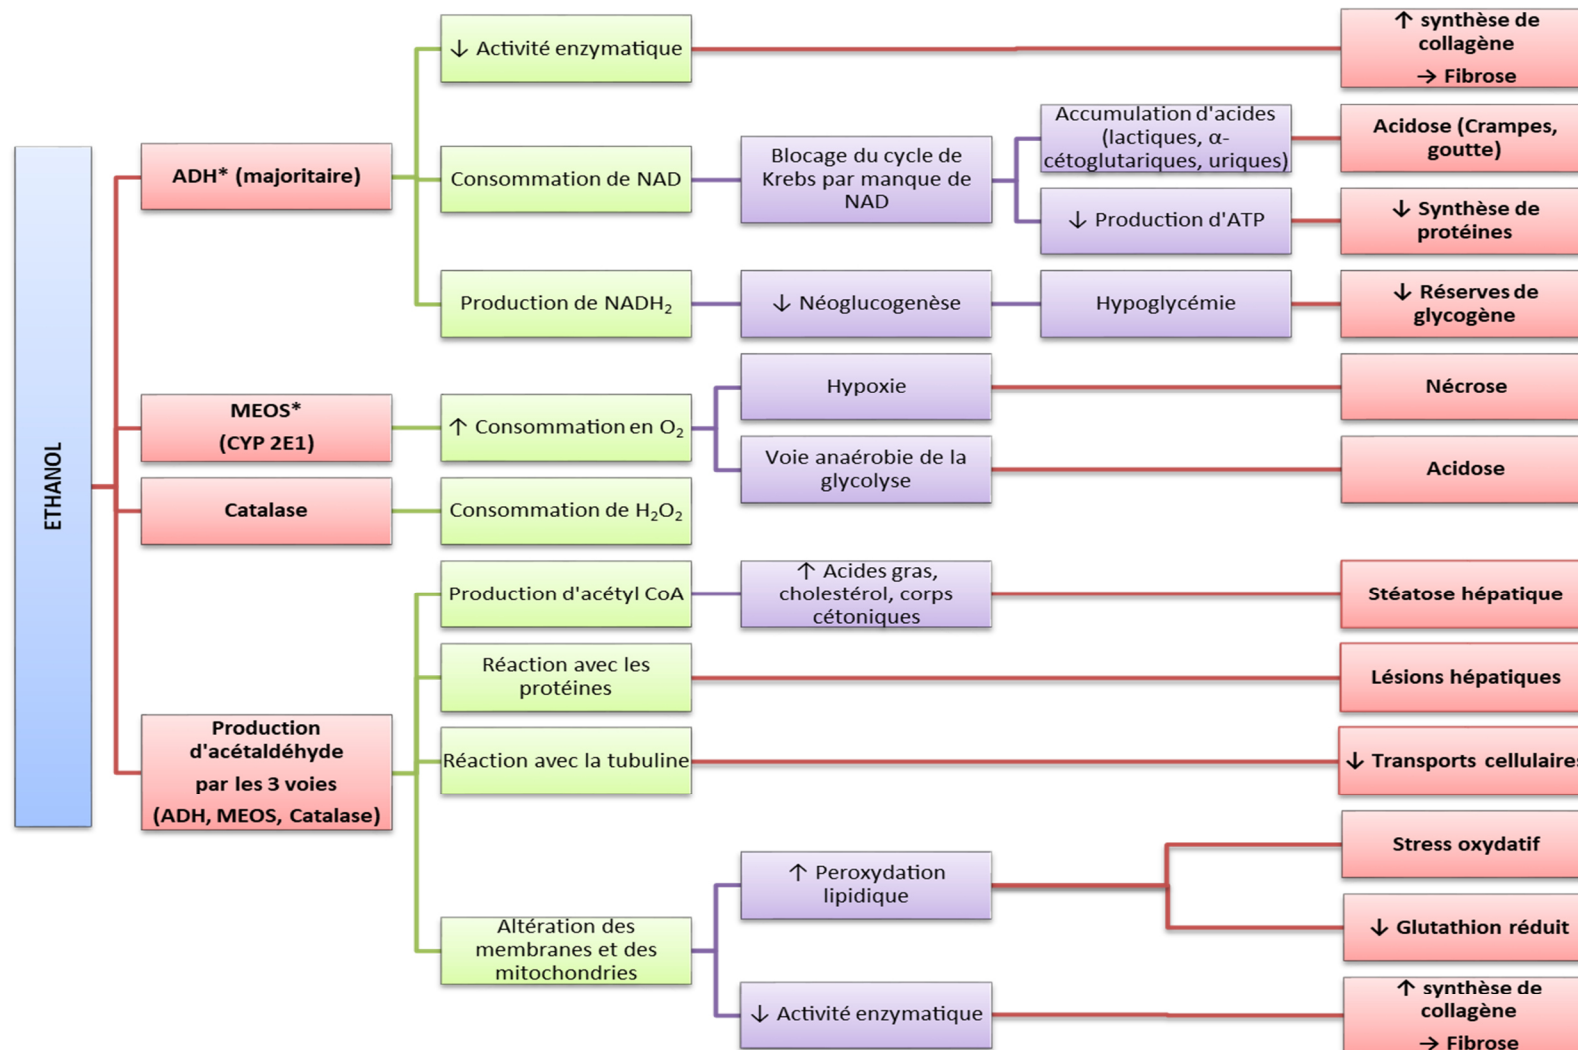 ETHANOL
ADH* (majoritaire)
↓ Activité enzymatique
↑ synthèse de
collagène
→ Fibrose
Consommation de NAD
Blocage du cycle de
Krebs par manque de
NAD
Accumulation d'acides
(lactiques, α-
cétoglutariques, uriques)
Acidose (Crampes,
goutte)
↓ Production d'ATP
↓ Synthèse de
protéines
Production de NADH₂
↓ Néoglucogenèse
Hypoglycémie
↓ Réserves de
glycogène
MEOS*
(CYP 2E1)
↑ Consommation en O₂
Hypoxie
Nécrose
Voie anaérobie de la
glycolyse
Acidose
Catalase
Consommation de H₂O₂
Production
d'acétaldéhyde
par les 3 voies
(ADH, MEOS, Catalase)
Production d'acétyl CoA
↑ Acides gras,
cholestérol, corps
cétoniques
Stéatose hépatique
Réaction avec les
protéines
Lésions hépatiques
Réaction avec la tubuline
↓ Transports cellulaires
Altération des
membranes et des
mitochondries
↑ Peroxydation
lipidique
Stress oxydatif
↓ Glutathion réduit
↓ Activité enzymatique
↑ synthèse de
collagène
→ Fibrose